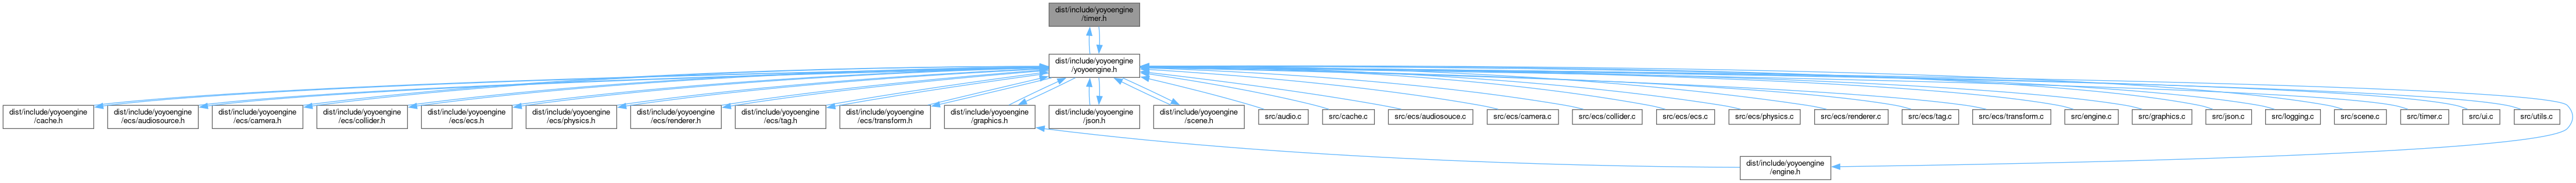 dist/include/yoyoengine
/timer.h
dist/include/yoyoengine
/yoyoengine.h
dist/include/yoyoengine
/cache.h
dist/include/yoyoengine
/ecs/audiosource.h
dist/include/yoyoengine
/ecs/camera.h
dist/include/yoyoengine
/ecs/collider.h
dist/include/yoyoengine
/ecs/ecs.h
dist/include/yoyoengine
/ecs/physics.h
dist/include/yoyoengine
/ecs/renderer.h
dist/include/yoyoengine
/ecs/tag.h
dist/include/yoyoengine
/ecs/transform.h
dist/include/yoyoengine
/graphics.h
dist/include/yoyoengine
/json.h
dist/include/yoyoengine
/scene.h
src/audio.c
src/cache.c
src/ecs/audiosouce.c
src/ecs/camera.c
src/ecs/collider.c
src/ecs/ecs.c
src/ecs/physics.c
src/ecs/renderer.c
src/ecs/tag.c
src/ecs/transform.c
src/engine.c
src/graphics.c
src/json.c
src/logging.c
src/scene.c
src/timer.c
src/ui.c
src/utils.c
dist/include/yoyoengine
/engine.h